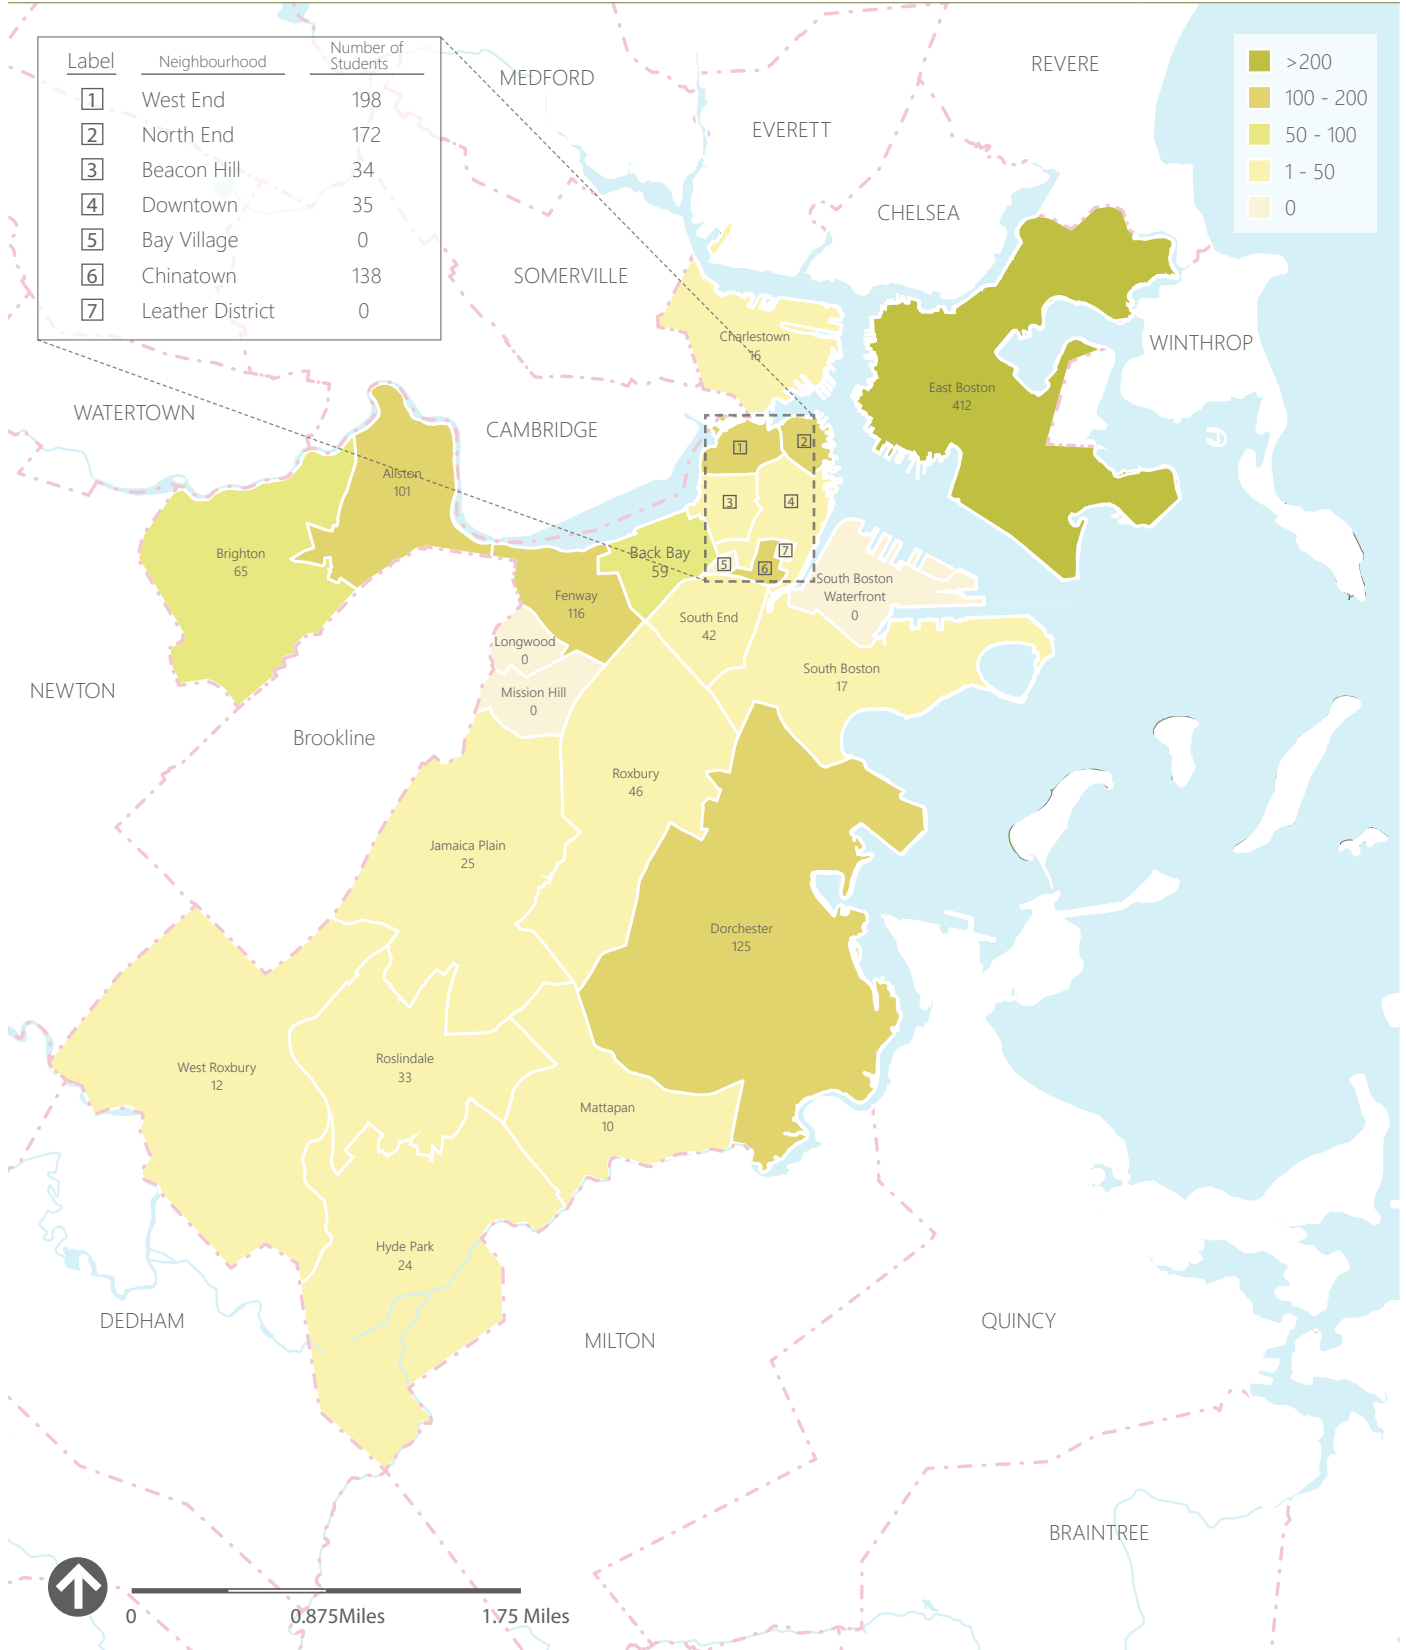 Label Neighbourhood Number of Students
1 West End 198
2 North End 172
3 Beacon Hill 34
4 Downtown 35
5 Bay Village 0
6 Chinatown 138
7 Leather District 0
>200
100 - 200
50 - 100
1 - 50
0
REVERE
MEDFORD
EVERETT
CHELSEA
SOMERVILLE
WINTHROP
Charlestown
16
East Boston
412
WATERTOWN
CAMBRIDGE
1
2
Allston
101
3
4
Brighton
65
Back Bay
59
5
6
7
South Boston
Waterfront
0
Fenway
116
South End
42
Longwood
0
South Boston
17
NEWTON
Mission Hill
0
Brookline
Roxbury
46
Jamaica Plain
25
Dorchester
125
Roslindale
33
West Roxbury
12
Mattapan
10
Hyde Park
24
DEDHAM
MILTON
QUINCY
BRAINTREE
0 0.875Miles 1.75 Miles